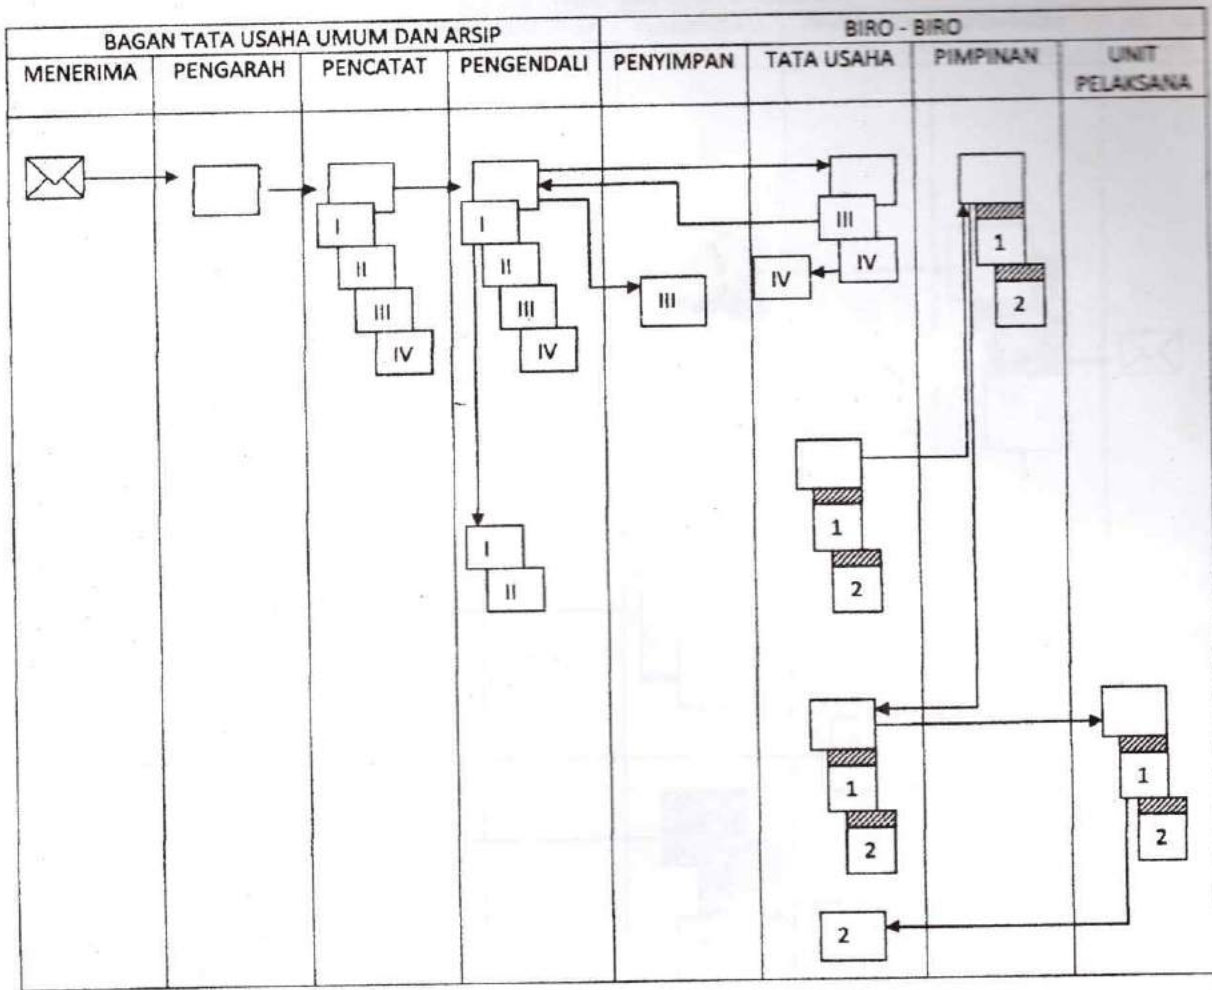 BAGAN TATA USAHA UMUM DAN ARSIP
BIRO - BIRO
MENERIMA
PENGARAH
PENCATAT
PENGENDALI
PENYIMPAN
TATA USAHA
PIMPINAN
UNIT
PELAKSANA
I
II
III
IV
I
II
III
IV
III
III
IV
IV
1
2
1
2
I
II
1
2
1
2
2